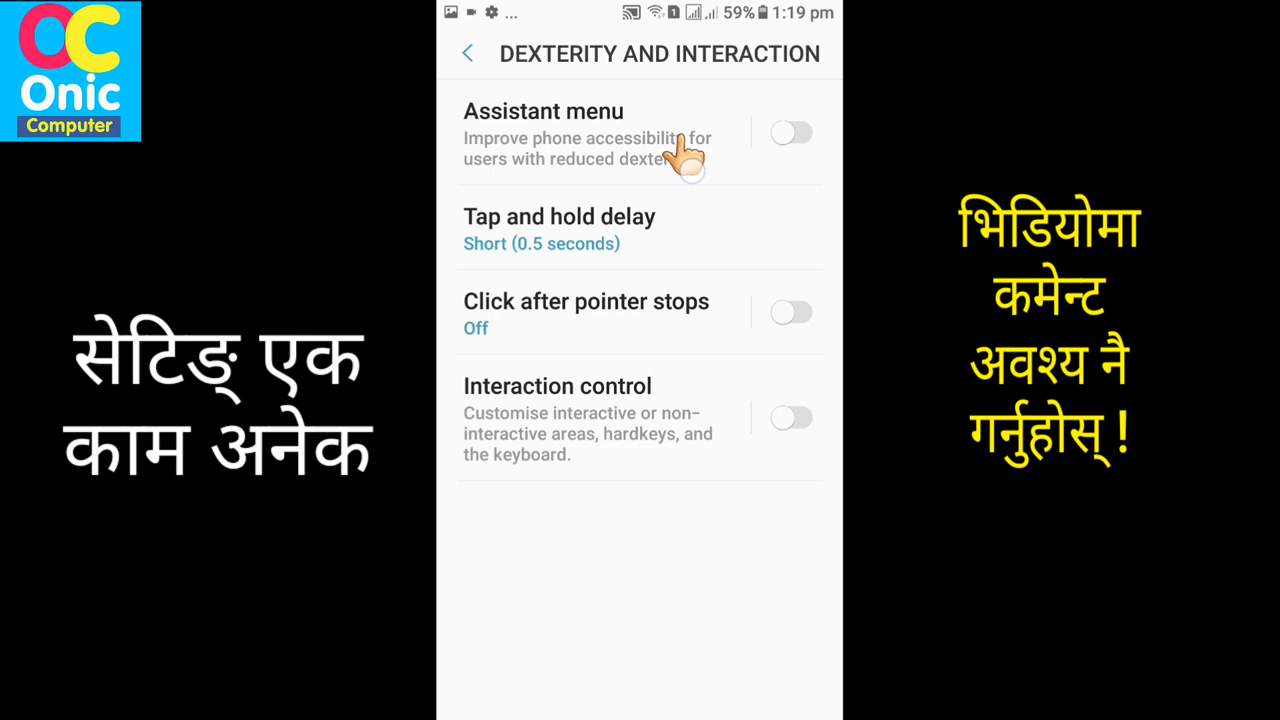 OC
Onic
Computer
... 1 59% 1:19 pm
DEXTERITY AND INTERACTION
Assistant menu
Improve phone accessibility for
users with reduced
Tap and hold delay
Short (0.5 seconds)
Click after pointer stops
Off
Interaction control
Customise interactive or non-
interactive areas, hardkeys, and
the keyboard.
सेटिङ् एक
काम अनेक
भिडियोमा
कमेन्ट
अवश्य नै
गर्नुहोस् !